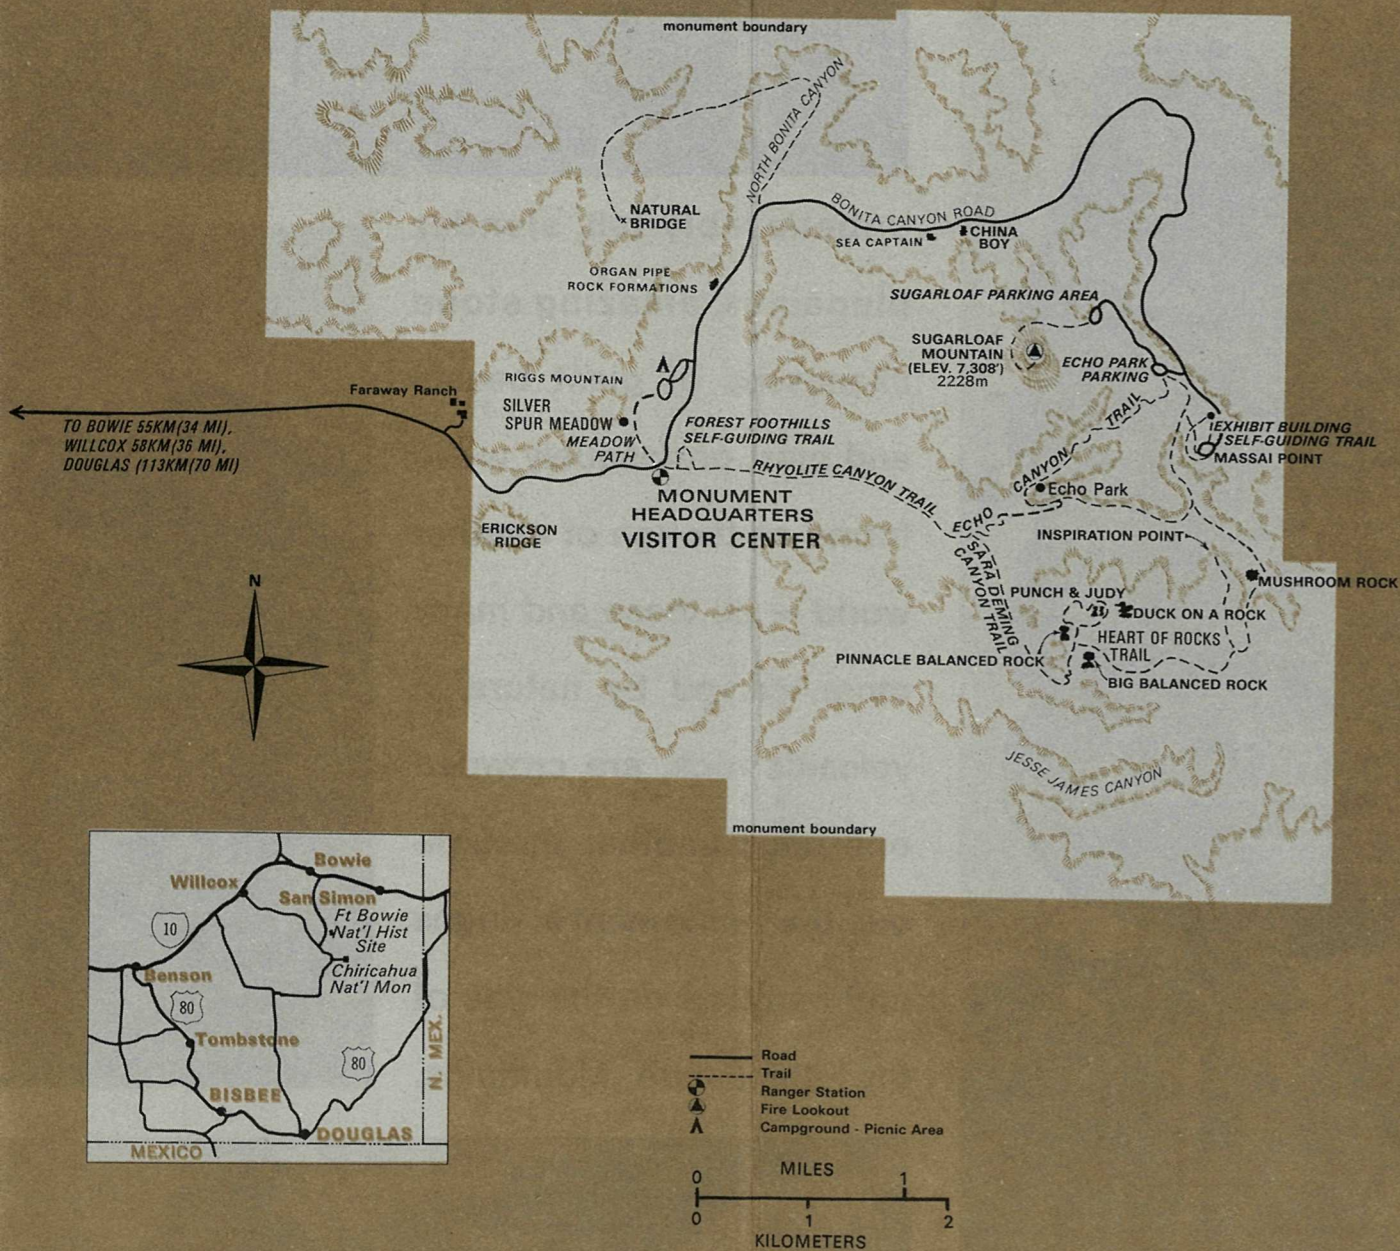 monument boundary
NORTH BONITA CANYON
NATURAL
BRIDGE
BONITA CANYON ROAD
SEA CAPTAIN
CHINA
BOY
ORGAN PIPE
ROCK FORMATIONS
SUGARLOAF PARKING AREA
SUGARLOAF
MOUNTAIN
(ELEV. 7,308')
2228m
ECHO PARK
PARKING
RIGGS MOUNTAIN
Faraway Ranch
SILVER
SPUR MEADOW
MEADOW
PATH
FOREST FOOTHILLS
SELF-GUIDING TRAIL
TO BOWIE 55KM(34 MI),
WILLCOX 58KM(36 MI),
DOUGLAS (113KM(70 MI)
EXHIBIT BUILDING
SELF-GUIDING TRAIL
MASSAI POINT
RHYOLITE CANYON TRAIL
ECHO CANYON TRAIL
Echo Park
MONUMENT
HEADQUARTERS
VISITOR CENTER
ERICKSON
RIDGE
INSPIRATION POINT
SARA DEMING
CANYON TRAIL
MUSHROOM ROCK
PUNCH & JUDY
DUCK ON A ROCK
HEART OF ROCKS
TRAIL
PINNACLE BALANCED ROCK
BIG BALANCED ROCK
N
JESSE JAMES CANYON
monument boundary
Bowie
Willcox
San Simon
10
Ft Bowie
Nat'l Hist
Site
Chiricahua
Nat'l Mon
Benson
80
Tombstone
80
N. MEX.
BISBEE
DOUGLAS
MEXICO
Road
Trail
Ranger Station
Fire Lookout
Campground - Picnic Area
MILES
0 1
0 1 2
KILOMETERS